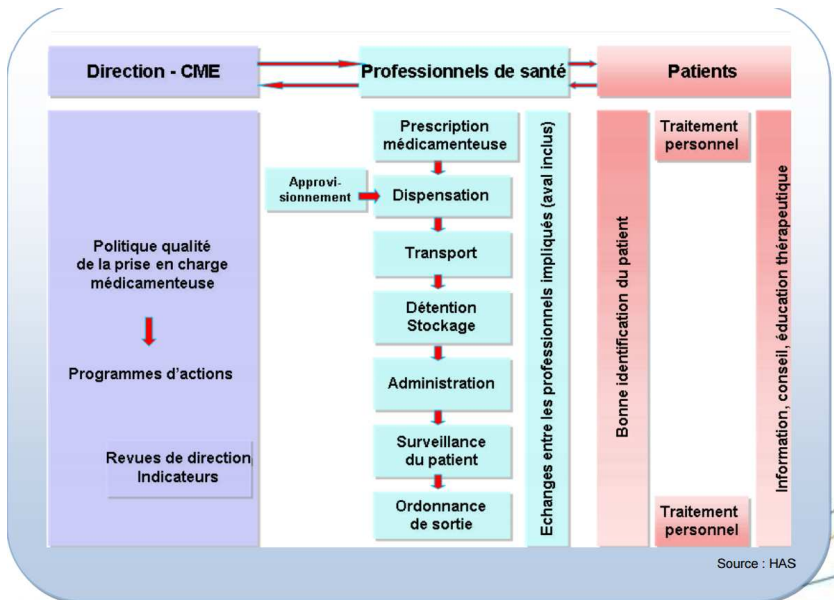 Direction - CME
Professionnels de santé
Patients
Politique qualité
de la prise en charge
médicamenteuse
Programmes d'actions
Revues de direction
Indicateurs
Approvi-
sionnement
Prescription
médicamenteuse
Dispensation
Transport
Détention
Stockage
Administration
Surveillance
du patient
Ordonnance
de sortie
Echanges entre les professionnels impliqués (aval inclus)
Bonne identification du patient
Traitement
personnel
Traitement
personnel
Information, conseil, éducation thérapeutique
Source : HAS